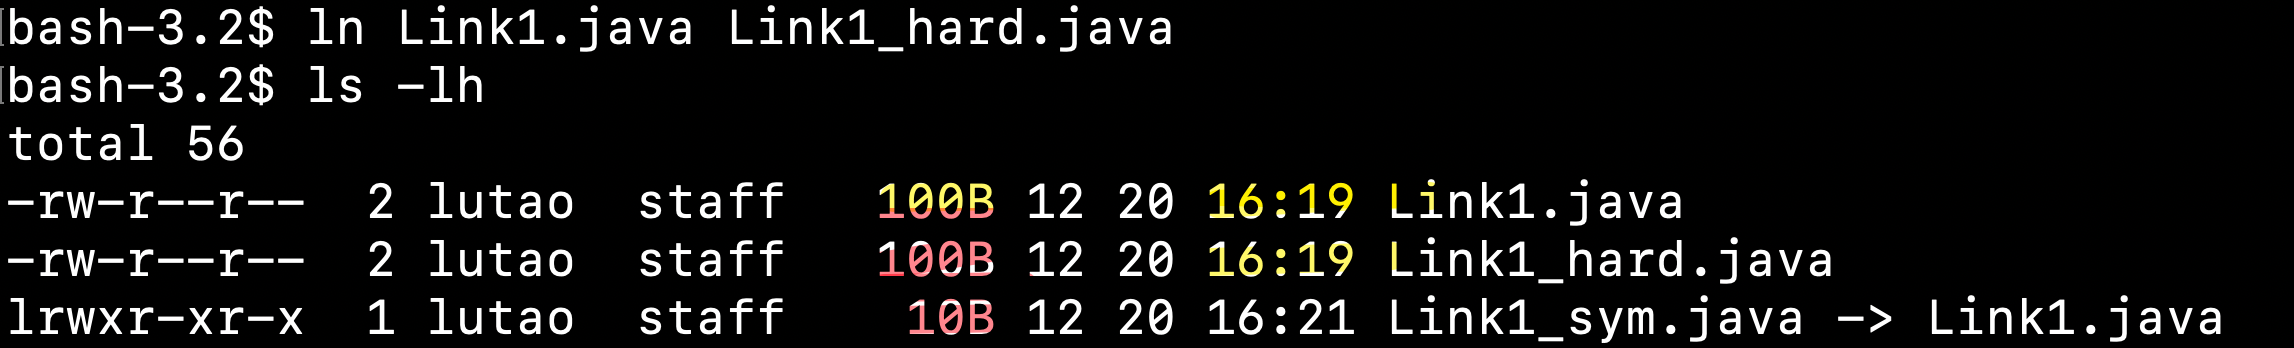 bash-3.2$ ln Link1.java Link1_hard.java
bash-3.2$ ls -lh
total 56
-rw-r--r--  2 lutao  staff   100B 12 20 16:19 Link1.java
-rw-r--r--  2 lutao  staff   100B 12 20 16:19 Link1_hard.java
lrwxr-xr-x  1 lutao  staff    10B 12 20 16:21 Link1_sym.java -> Link1.java